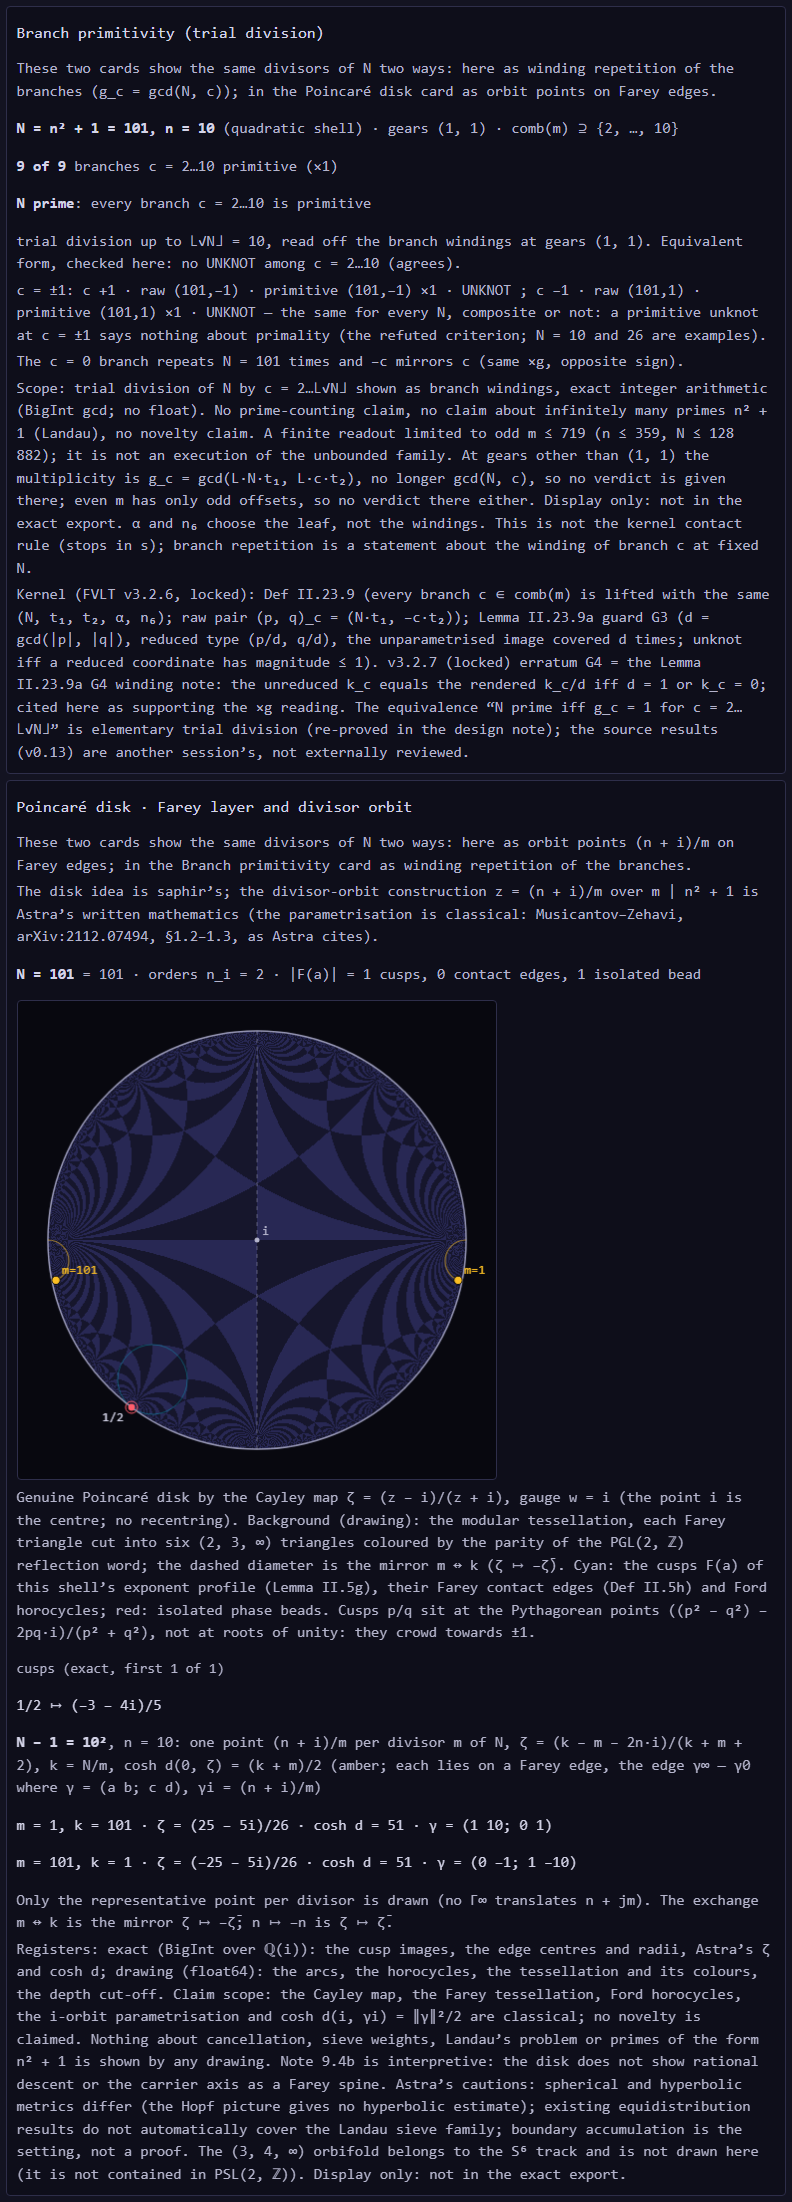 Branch primitivity (trial division)
These two cards show the same divisors of N two ways: here as winding repetition of the
branches (g_c = gcd(N, c)); in the Poincaré disk card as orbit points on Farey edges.
N = n² + 1 = 101, n = 10 (quadratic shell) · gears (1, 1) · comb(m) ⊇ {2, …, 10}
9 of 9 branches c = 2…10 primitive (×1)
N prime: every branch c = 2…10 is primitive
trial division up to ⌊√N⌋ = 10, read off the branch windings at gears (1, 1). Equivalent
form, checked here: no UNKNOT among c = 2…10 (agrees).
c = ±1: c +1 · raw (101,−1) · primitive (101,−1) ×1 · UNKNOT ; c −1 · raw (101,1) ·
primitive (101,1) ×1 · UNKNOT — the same for every N, composite or not: a primitive unknot
at c = ±1 says nothing about primality (the refuted criterion; N = 10 and 26 are examples).
The c = 0 branch repeats N = 101 times and −c mirrors c (same ×g, opposite sign).
Scope: trial division of N by c = 2…⌊√N⌋ shown as branch windings, exact integer arithmetic
(BigInt gcd; no float). No prime-counting claim, no claim about infinitely many primes n² +
1 (Landau), no novelty claim. A finite readout limited to odd m ≤ 719 (n ≤ 359, N ≤ 128
882); it is not an execution of the unbounded family. At gears other than (1, 1) the
multiplicity is g_c = gcd(L·N·t₁, L·c·t₂), no longer gcd(N, c), so no verdict is given
there; even m has only odd offsets, so no verdict there either. Display only: not in the
exact export. α and n₆ choose the leaf, not the windings. This is not the kernel contact
rule (stops in s); branch repetition is a statement about the winding of branch c at fixed
N.
Kernel (FVLT v3.2.6, locked): Def II.23.9 (every branch c ∈ comb(m) is lifted with the same
(N, t₁, t₂, α, n₆); raw pair (p, q)_c = (N·t₁, −c·t₂)); Lemma II.23.9a guard G3 (d =
gcd(|p|, |q|), reduced type (p/d, q/d), the unparametrised image covered d times; unknot
iff a reduced coordinate has magnitude ≤ 1). v3.2.7 (locked) erratum G4 = the Lemma
II.23.9a G4 winding note: the unreduced k_c equals the rendered k_c/d iff d = 1 or k_c = 0;
cited here as supporting the ×g reading. The equivalence “N prime iff g_c = 1 for c = 2…
⌊√N⌋” is elementary trial division (re-proved in the design note); the source results
(v0.13) are another session’s, not externally reviewed.
Poincaré disk · Farey layer and divisor orbit
These two cards show the same divisors of N two ways: here as orbit points (n + i)/m on
Farey edges; in the Branch primitivity card as winding repetition of the branches.
The disk idea is saphir’s; the divisor-orbit construction z = (n + i)/m over m | n² + 1 is
Astra’s written mathematics (the parametrisation is classical: Musicantov–Zehavi,
arXiv:2112.07494, §1.2–1.3, as Astra cites).
N = 101 = 101 · orders n_i = 2 · |F(a)| = 1 cusps, 0 contact edges, 1 isolated bead
i
m=101
m=1
1/2
Genuine Poincaré disk by the Cayley map ζ = (z − i)/(z + i), gauge w = i (the point i is
the centre; no recentring). Background (drawing): the modular tessellation, each Farey
triangle cut into six (2, 3, ∞) triangles coloured by the parity of the PGL(2, ℤ)
reflection word; the dashed diameter is the mirror m ↔ k (ζ ↦ −ζ̄). Cyan: the cusps F(a) of
this shell’s exponent profile (Lemma II.5g), their Farey contact edges (Def II.5h) and Ford
horocycles; red: isolated phase beads. Cusps p/q sit at the Pythagorean points ((p² − q²) −
2pq·i)/(p² + q²), not at roots of unity: they crowd towards ±1.
cusps (exact, first 1 of 1)
1/2 ↦ (−3 − 4i)/5
N − 1 = 10², n = 10: one point (n + i)/m per divisor m of N, ζ = (k − m − 2n·i)/(k + m +
2), k = N/m, cosh d(0, ζ) = (k + m)/2 (amber; each lies on a Farey edge, the edge γ∞ — γ0
where γ = (a b; c d), γi = (n + i)/m)
m = 1, k = 101 · ζ = (25 − 5i)/26 · cosh d = 51 · γ = (1 10; 0 1)
m = 101, k = 1 · ζ = (−25 − 5i)/26 · cosh d = 51 · γ = (0 −1; 1 −10)
Only the representative point per divisor is drawn (no Γ∞ translates n + jm). The exchange
m ↔ k is the mirror ζ ↦ −ζ̄; n ↦ −n is ζ ↦ ζ̄.
Registers: exact (BigInt over ℚ(i)): the cusp images, the edge centres and radii, Astra’s ζ
and cosh d; drawing (float64): the arcs, the horocycles, the tessellation and its colours,
the depth cut-off. Claim scope: the Cayley map, the Farey tessellation, Ford horocycles,
the i-orbit parametrisation and cosh d(i, γi) = ‖γ‖²/2 are classical; no novelty is
claimed. Nothing about cancellation, sieve weights, Landau’s problem or primes of the form
n² + 1 is shown by any drawing. Note 9.4b is interpretive: the disk does not show rational
descent or the carrier axis as a Farey spine. Astra’s cautions: spherical and hyperbolic
metrics differ (the Hopf picture gives no hyperbolic estimate); existing equidistribution
results do not automatically cover the Landau sieve family; boundary accumulation is the
setting, not a proof. The (3, 4, ∞) orbifold belongs to the S⁶ track and is not drawn here
(it is not contained in PSL(2, ℤ)). Display only: not in the exact export.